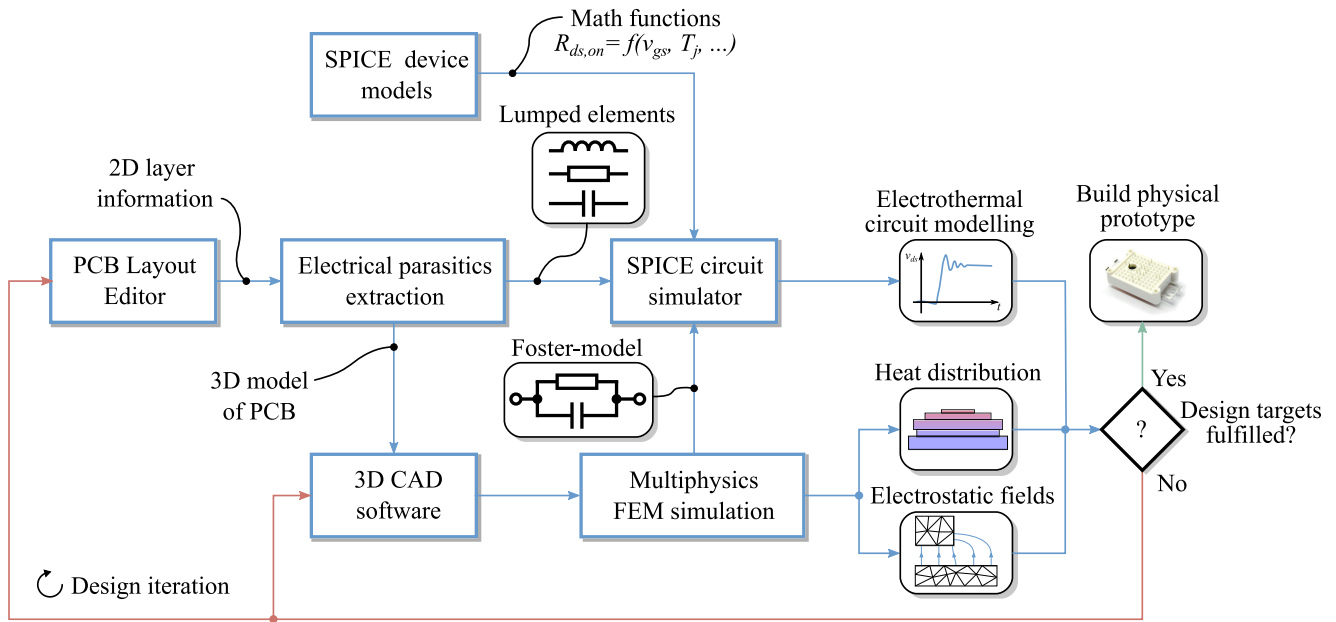 Math functions
R_ds,on = f(v_gs, T_j, ...)
SPICE device
models
Lumped elements
2D layer
information
Electrothermal
circuit modelling
Build physical
prototype
PCB Layout
Editor
Electrical parasitics
extraction
SPICE circuit
simulator
v_ds
t
Foster-model
3D model
of PCB
Heat distribution
Yes
Design targets
fulfilled?
?
No
3D CAD
software
Multiphysics
FEM simulation
Electrostatic fields
Design iteration